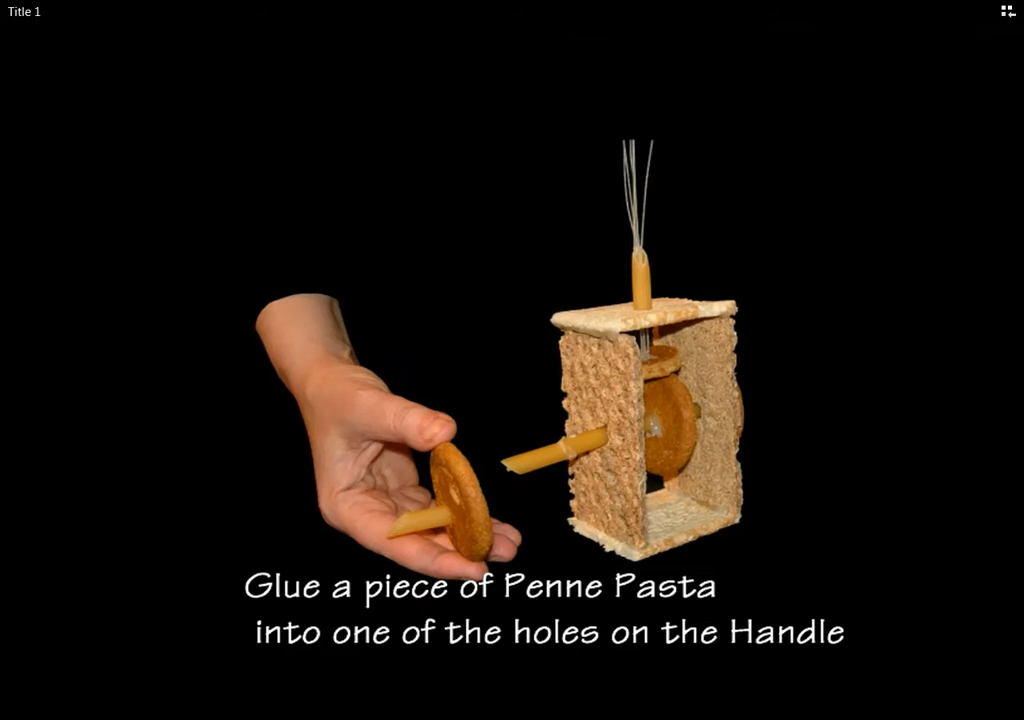 Title 1
Glue a piece of Penne Pasta
into one of the holes on the Handle